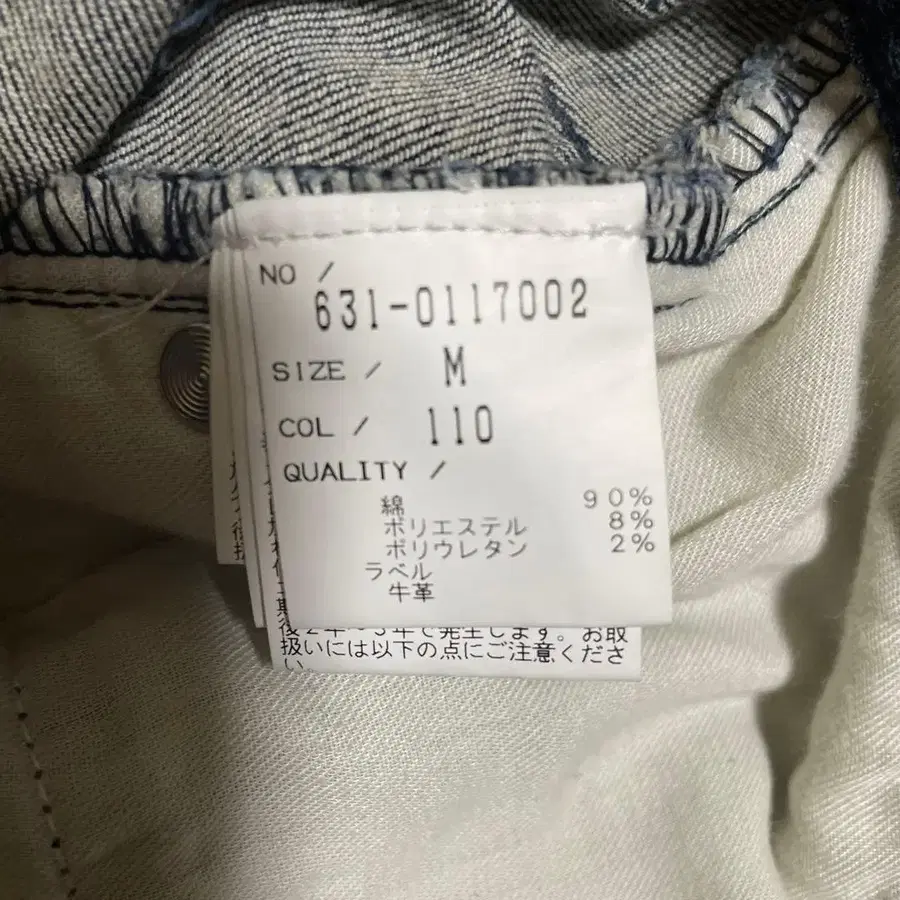 NO /
631-0117002
SIZE / M
COL / 110
QUALITY /
綿 90%
ポリエステル 8%
ポリウレタン 2%
ラベル
牛革
後2年〜3年で発生します。お取
扱いには以下の点にご注意くださ
い。